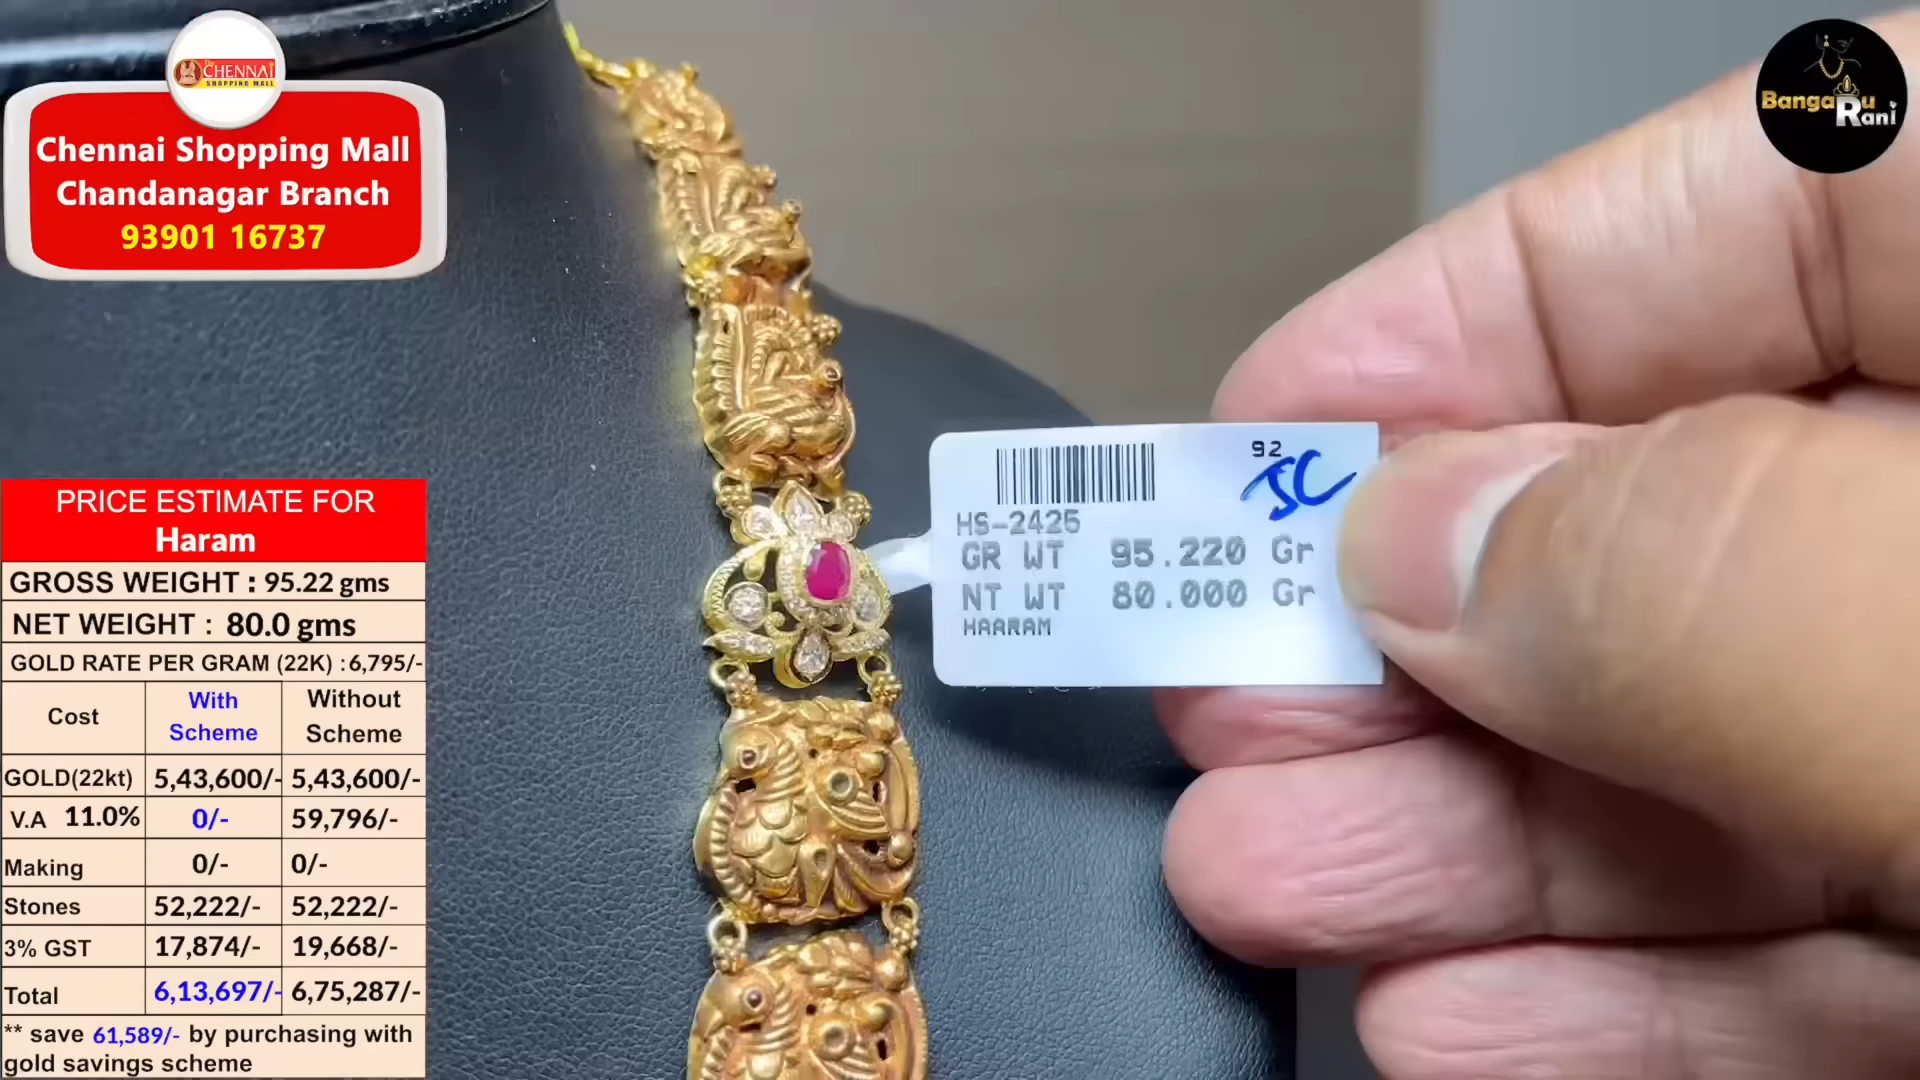 The
CHENNAI
SHOPPING MALL
Chennai Shopping Mall
Chandanagar Branch
93901 16737
Bangaru
Rani
92
JC
HS-2425
GR WT 95.220 Gr
NT WT 80.000 Gr
HAARAM
PRICE ESTIMATE FOR
Haram
GROSS WEIGHT : 95.22 gms
NET WEIGHT : 80.0 gms
GOLD RATE PER GRAM (22K) :6,795/-
Cost With Scheme Without Scheme
GOLD(22kt) 5,43,600/- 5,43,600/-
V.A 11.0% 0/- 59,796/-
Making 0/- 0/-
Stones 52,222/- 52,222/-
3% GST 17,874/- 19,668/-
Total 6,13,697/- 6,75,287/-
** save 61,589/- by purchasing with
gold savings scheme